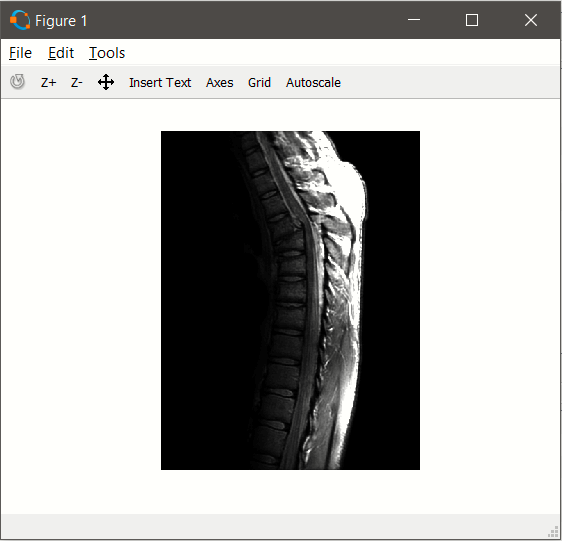 Figure 1
File Edit Tools
Z+ Z- Insert Text Axes Grid Autoscale